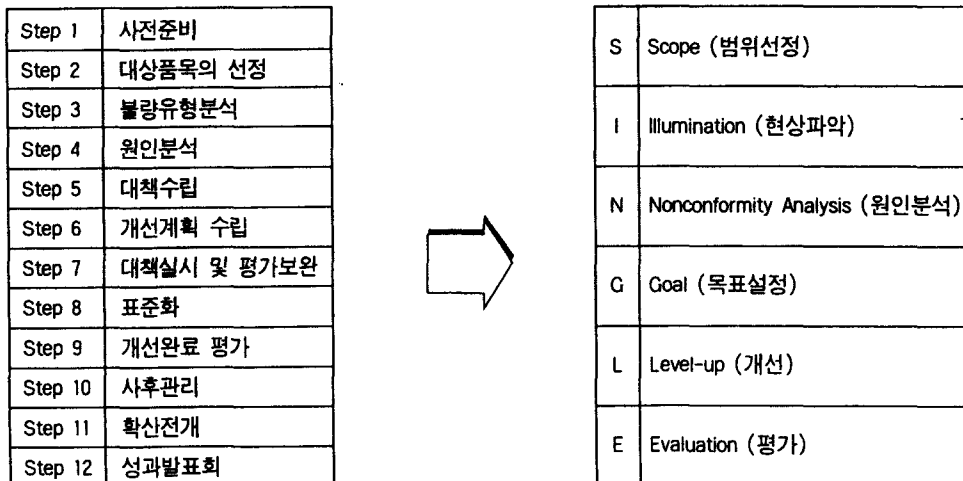 Step 1 사전준비
Step 2 대상품목의 선정
Step 3 불량유형분석
Step 4 원인분석
Step 5 대책수립
Step 6 개선계획 수립
Step 7 대책실시 및 평가보완
Step 8 표준화
Step 9 개선완료 평가
Step 10 사후관리
Step 11 확산전개
Step 12 성과발표회
S Scope (범위선정)
I Illumination (현상파악)
N Nonconformity Analysis (원인분석)
G Goal (목표설정)
L Level-up (개선)
E Evaluation (평가)